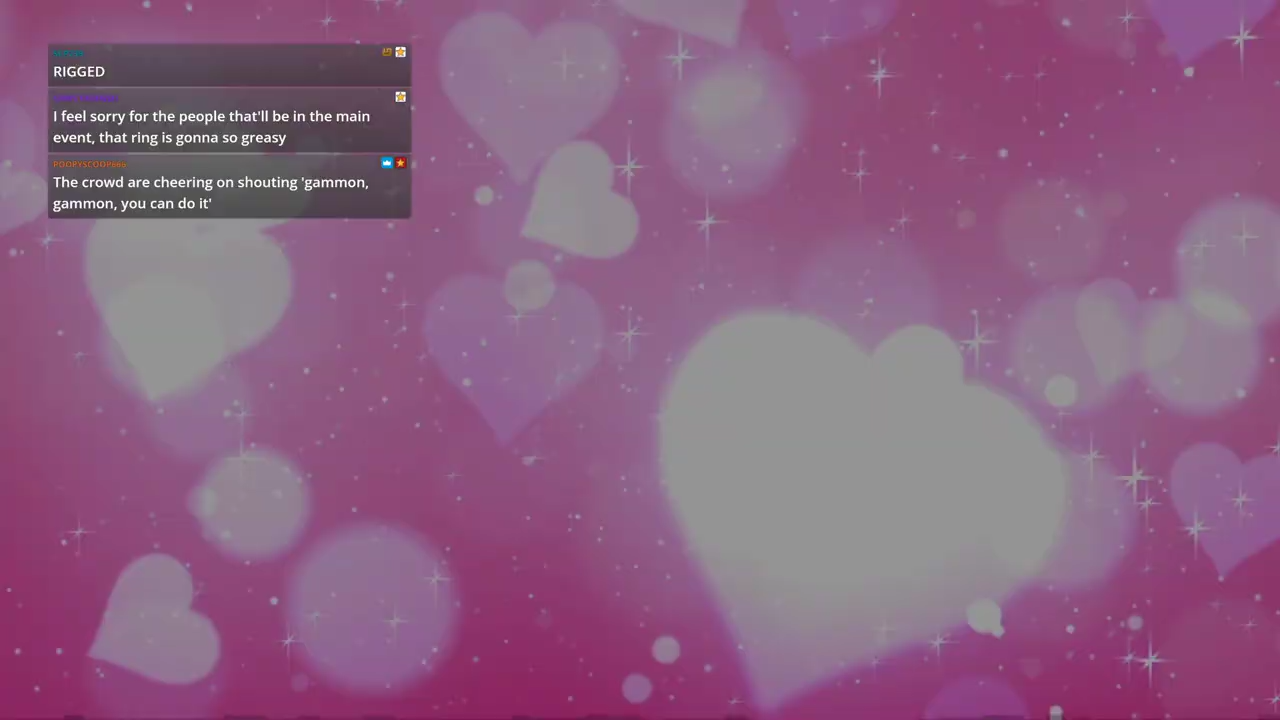 RIGGED
I feel sorry for the people that'll be in the main
event, that ring is gonna so greasy
POOPYSCOOP666
The crowd are cheering on shouting 'gammon,
gammon, you can do it'